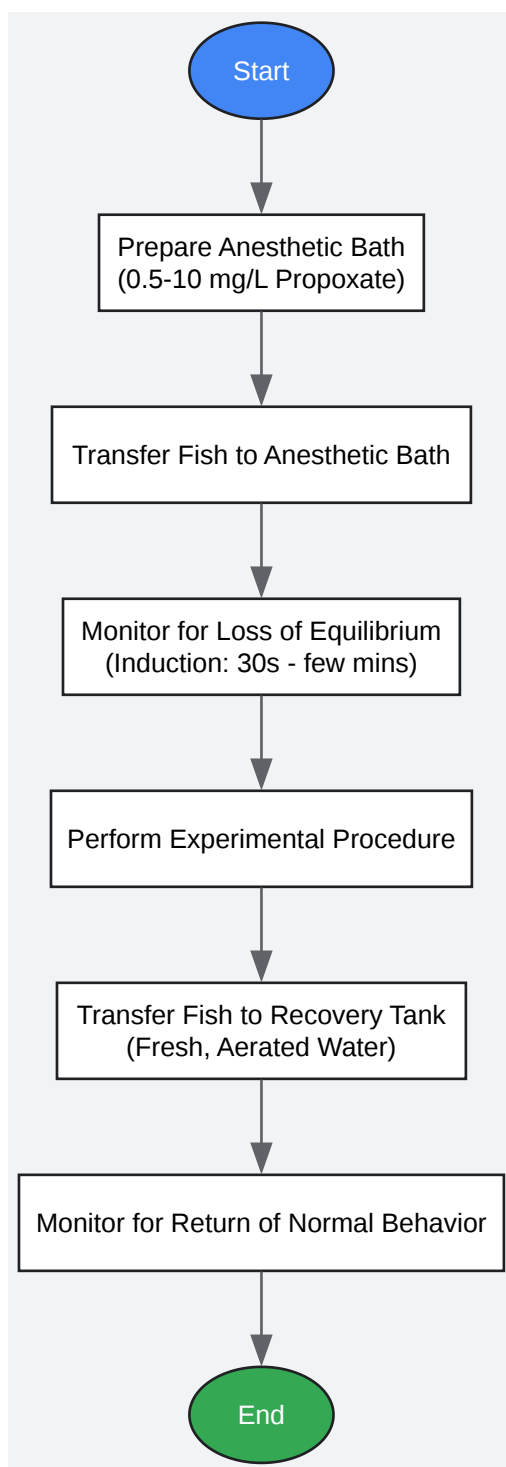 Start
Prepare Anesthetic Bath
(0.5-10 mg/L Propoxate)
Transfer Fish to Anesthetic Bath
Monitor for Loss of Equilibrium
(Induction: 30s - few mins)
Perform Experimental Procedure
Transfer Fish to Recovery Tank
(Fresh, Aerated Water)
Monitor for Return of Normal Behavior
End